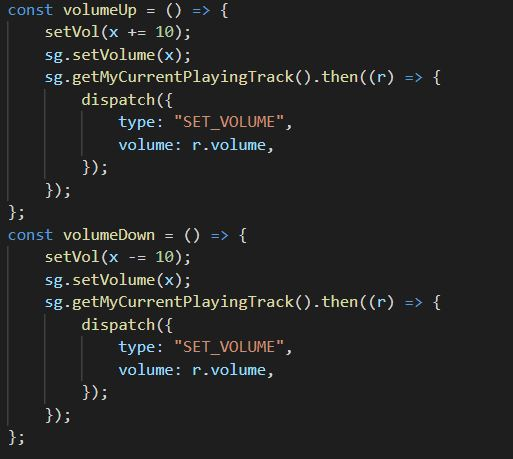 const volumeUp = () => {
    setVol(x += 10);
    sg.setVolume(x);
    sg.getMyCurrentPlayingTrack().then((r) => {
        dispatch({
            type: "SET_VOLUME",
            volume: r.volume,
        });
    });
};
const volumeDown = () => {
    setVol(x -= 10);
    sg.setVolume(x);
    sg.getMyCurrentPlayingTrack().then((r) => {
        dispatch({
            type: "SET_VOLUME",
            volume: r.volume,
        });
    });
};